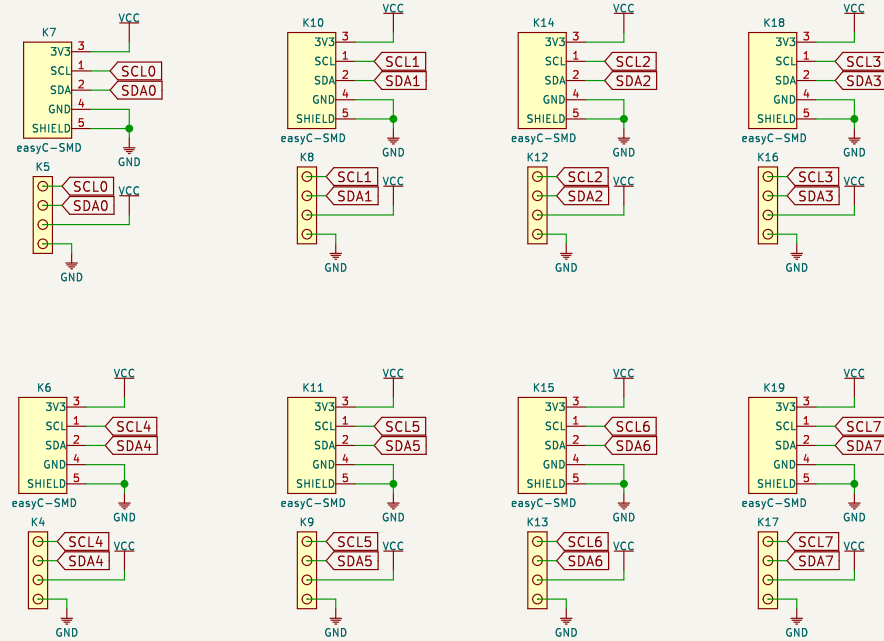 K7
VCC
3V3 3
SCL 1 SCL0
SDA 2 SDA0
GND 4
SHIELD 5
easyC-SMD
GND
K5
SCL0
VCC
SDA0
GND
K10
VCC
3V3 3
SCL 1 SCL1
SDA 2 SDA1
GND 4
SHIELD 5
easyC-SMD
GND
K8
SCL1
VCC
SDA1
GND
K14
VCC
3V3 3
SCL 1 SCL2
SDA 2 SDA2
GND 4
SHIELD 5
easyC-SMD
GND
K12
SCL2
VCC
SDA2
GND
K18
VCC
3V3 3
SCL 1 SCL3
SDA 2 SDA3
GND 4
SHIELD 5
easyC-SMD
GND
K16
SCL3
VCC
SDA3
GND
K6
VCC
3V3 3
SCL 1 SCL4
SDA 2 SDA4
GND 4
SHIELD 5
easyC-SMD
GND
K4
SCL4
VCC
SDA4
GND
K11
VCC
3V3 3
SCL 1 SCL5
SDA 2 SDA5
GND 4
SHIELD 5
easyC-SMD
GND
K9
SCL5
VCC
SDA5
GND
K15
VCC
3V3 3
SCL 1 SCL6
SDA 2 SDA6
GND 4
SHIELD 5
easyC-SMD
GND
K13
SCL6
VCC
SDA6
GND
K19
VCC
3V3 3
SCL 1 SCL7
SDA 2 SDA7
GND 4
SHIELD 5
easyC-SMD
GND
K17
SCL7
VCC
SDA7
GND